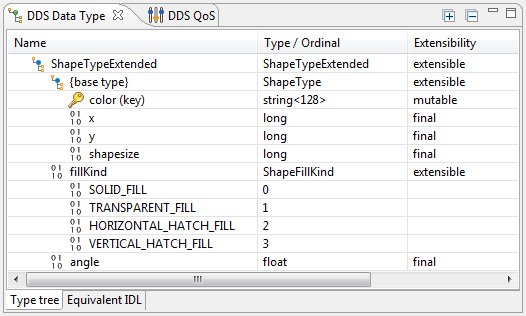 DDS Data Type DDS QoS
Name Type / Ordinal Extensibility
ShapeTypeExtended ShapeTypeExtended extensible
{base type} ShapeType extensible
color (key) string<128> mutable
x long final
y long final
shapesize long final
fillKind ShapeFillKind extensible
SOLID_FILL 0
TRANSPARENT_FILL 1
HORIZONTAL_HATCH_FILL 2
VERTICAL_HATCH_FILL 3
angle float final
Type tree Equivalent IDL